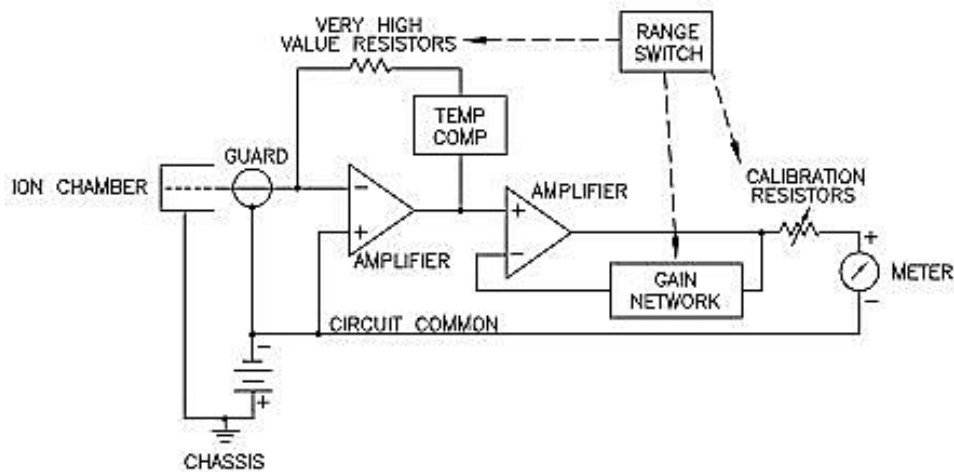 VERY HIGH
VALUE RESISTORS
RANGE
SWITCH
TEMP
COMP
GUARD
ION CHAMBER
AMPLIFIER
CALIBRATION
RESISTORS
-
+
+
-
AMPLIFIER
+
METER
-
GAIN
NETWORK
CIRCUIT COMMON
-
+
CHASSIS